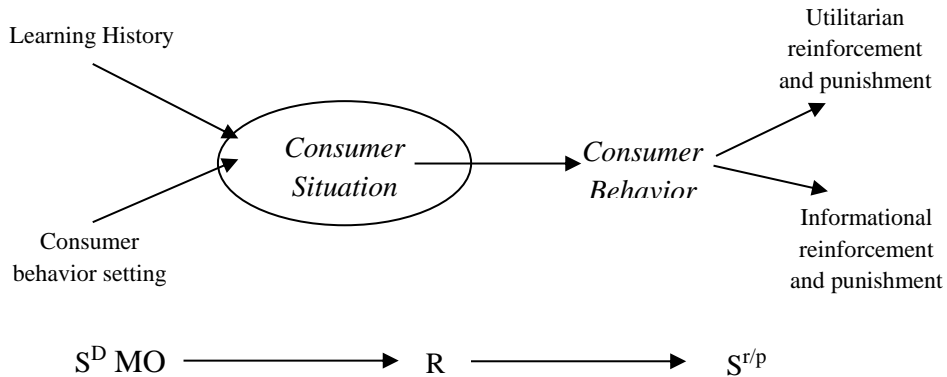 Learning History
Consumer
behavior setting
Consumer
Situation
Consumer
Behavior
Utilitarian
reinforcement
and punishment
Informational
reinforcement
and punishment
S^D MO
R
S^r/p